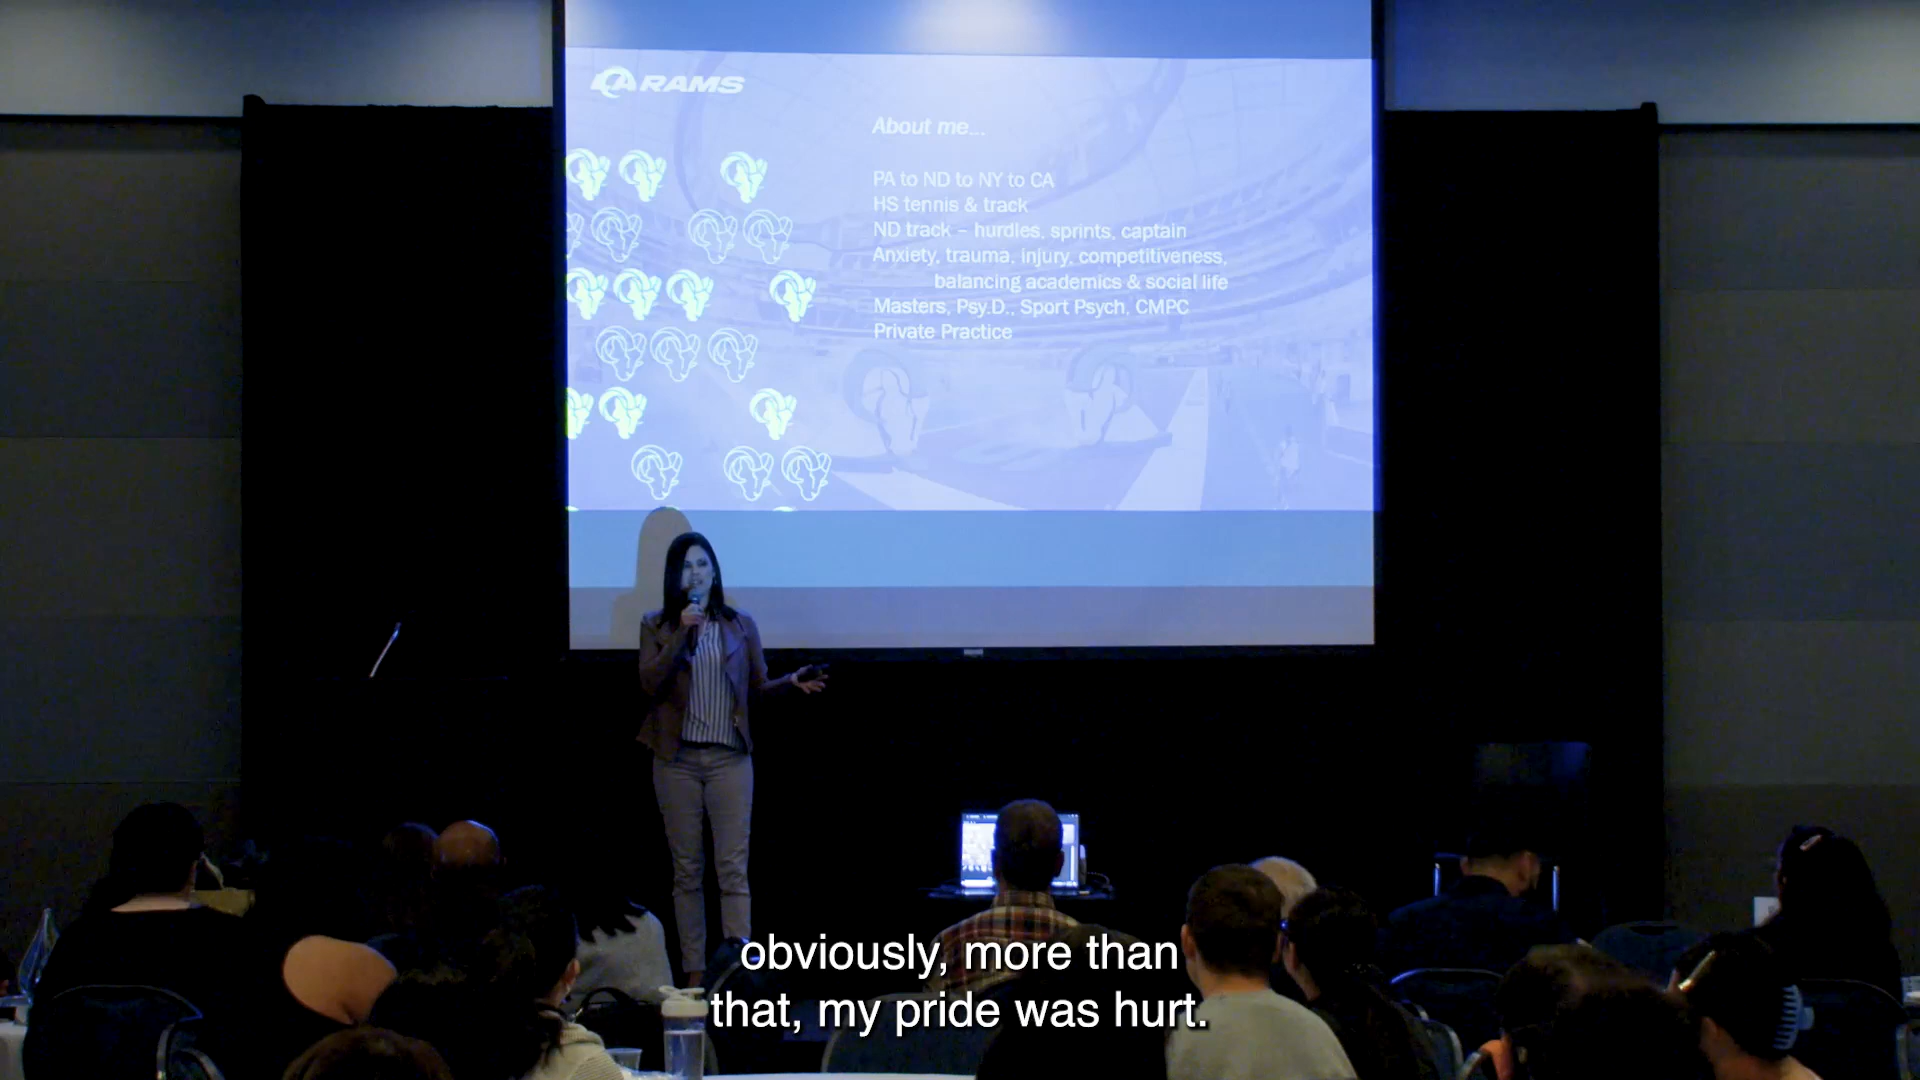 LA RAMS
About me...
PA to ND to NY to CA
HS tennis & track
ND track – hurdles, sprints, captain
Anxiety, trauma, injury, competitiveness,
balancing academics & social life
Masters, Psy.D., Sport Psych, CMPC
Private Practice
obviously, more than
that, my pride was hurt.